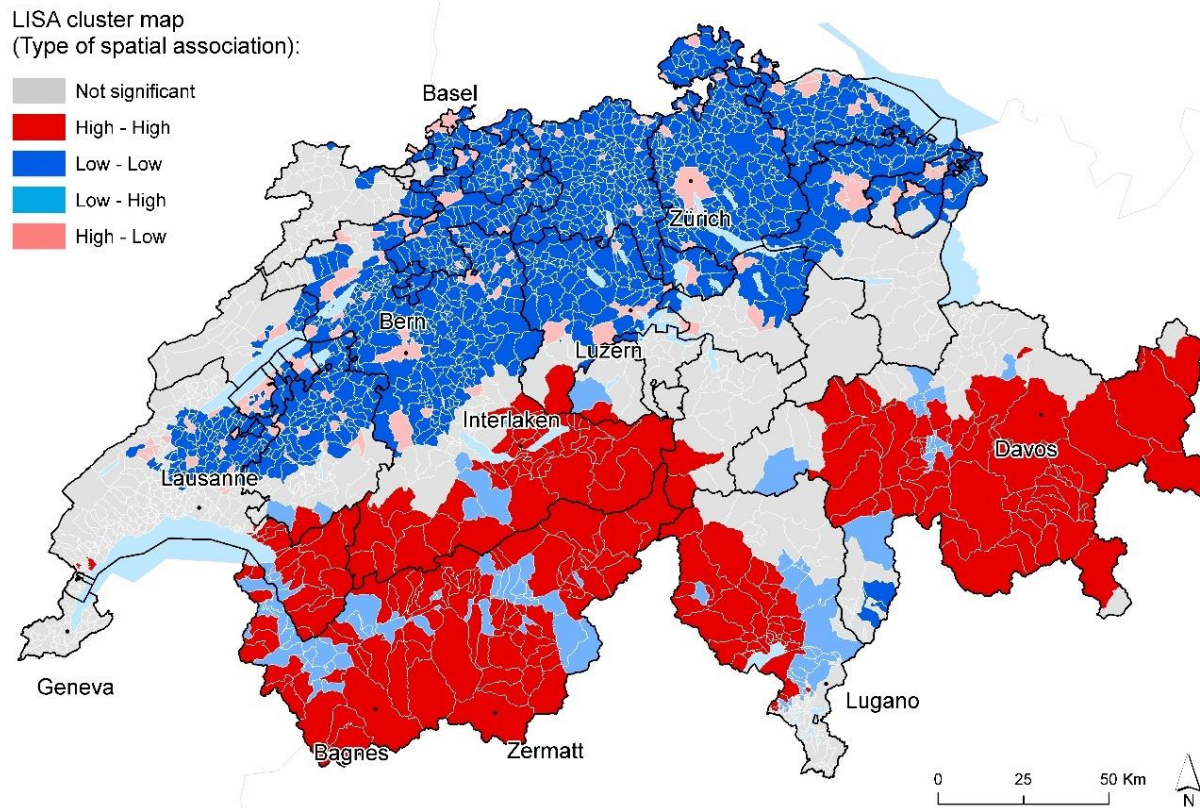 LISA cluster map
(Type of spatial association):
Not significant
High - High
Low - Low
Low - High
High - Low
Basel
Zürich
Bern
Luzern
Interlaken
Lausanne
Davos
Geneva
Lugano
Bagnes
Zermatt
0 25 50 Km
N